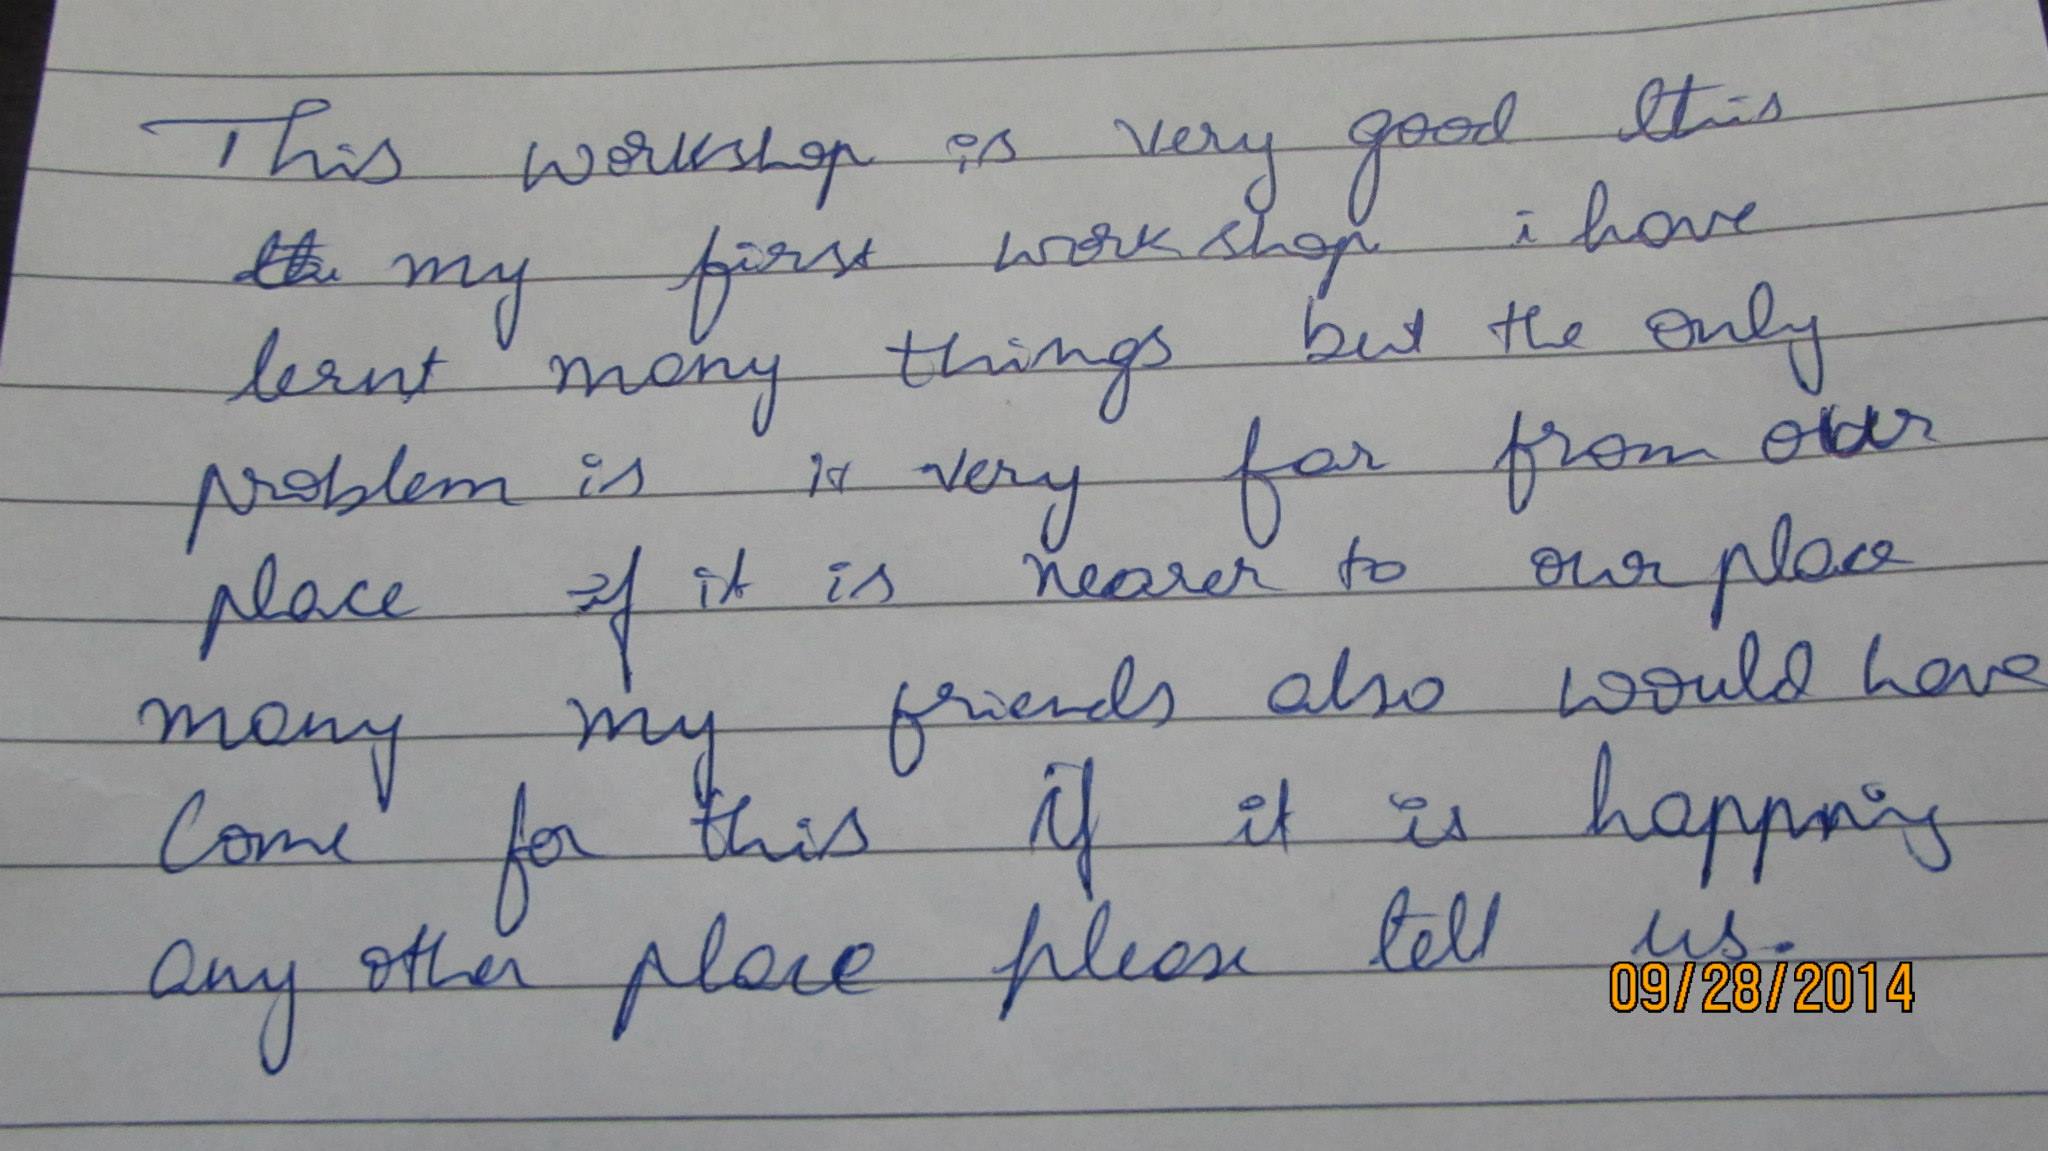 This workshop is very good this
my first workshop i have
lernt many things but the only
problem is it very far from our
place if it is nearer to our place
many my friends also would have
Come for this if it is happnig
any other place please tell us.
09/28/2014